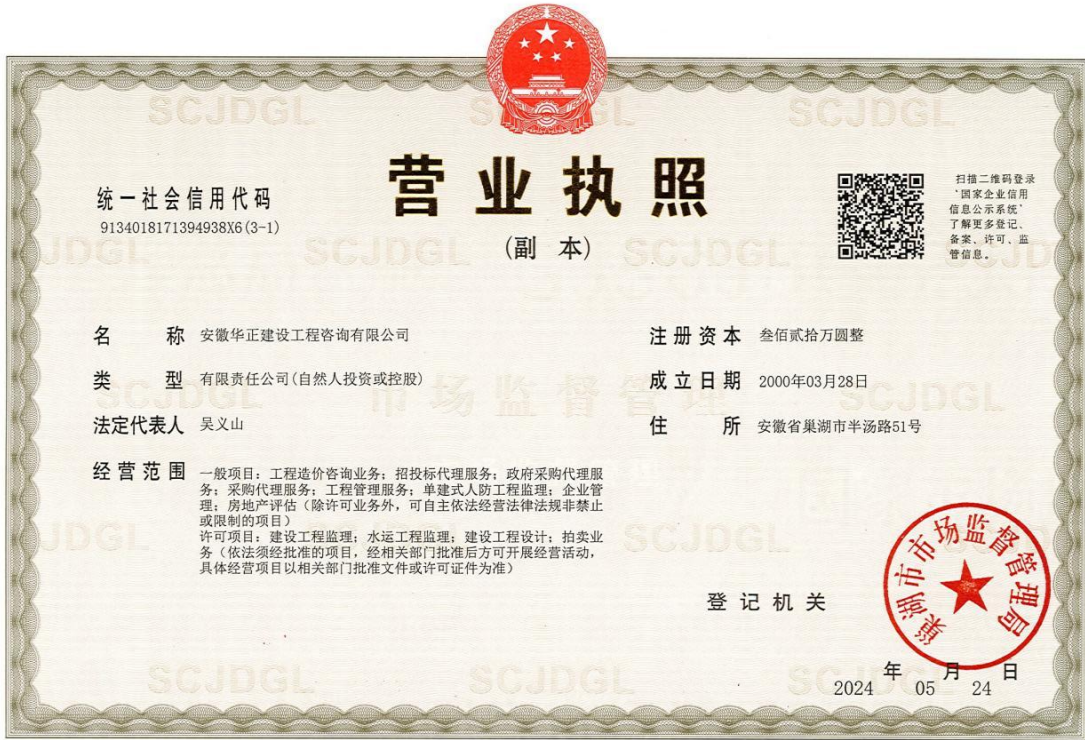 营业执照
(副 本)
统一社会信用代码
9134018171394938X6(3-1)
扫描二维码登录
‘国家企业信用
信息公示系统’
了解更多登记、
备案、许可、监
管信息。
名 称 安徽华正建设工程咨询有限公司
类 型 有限责任公司(自然人投资或控股)
法定代表人 吴义山
经营范围 一般项目：工程造价咨询业务；招投标代理服务；政府采购代理服
务；采购代理服务；工程管理服务；单建式人防工程监理；企业管
理；房地产评估（除许可业务外，可自主依法经营法律法规非禁止
或限制的项目）
许可项目：建设工程监理；水运工程监理；建设工程设计；拍卖业
务（依法须经批准的项目，经相关部门批准后方可开展经营活动，
具体经营项目以相关部门批准文件或许可证件为准）
注册资本 叁佰贰拾万圆整
成立日期 2000年03月28日
住 所 安徽省巢湖市半汤路51号
登记机关
巢湖市市场监督管理局
2024 年 05 月 24 日
SCJDGL
市场监督管理